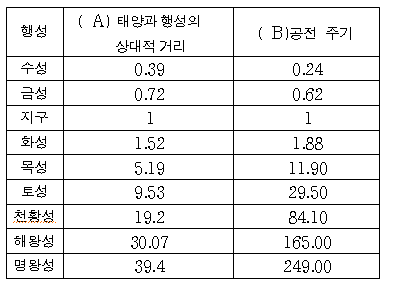 행성 ( A) 태양과 행성의 상대적 거리 ( B)공전 주기
수성 0.39 0.24
금성 0.72 0.62
지구 1 1
화성 1.52 1.88
목성 5.19 11.90
토성 9.53 29.50
천황성 19.2 84.10
해왕성 30.07 165.00
명왕성 39.4 249.00